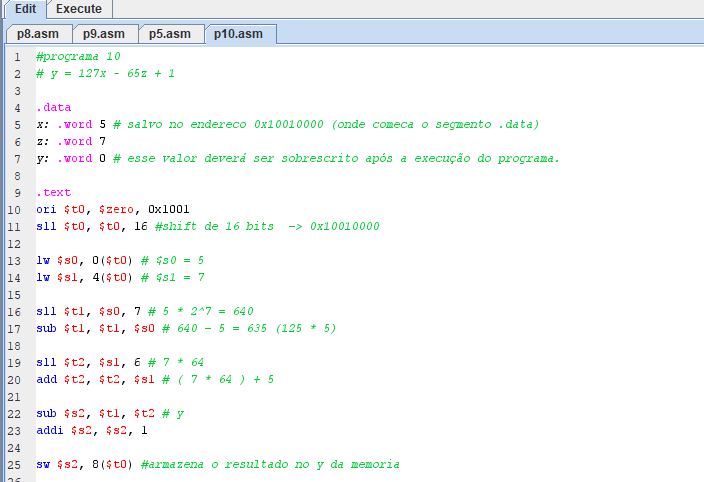 Edit Execute
p8.asm p9.asm p5.asm p10.asm
1 #programa 10
2 # y = 127x - 65z + 1
3
4 .data
5 x: .word 5 # salvo no endereco 0x10010000 (onde comeca o segmento .data)
6 z: .word 7
7 y: .word 0 # esse valor deverá ser sobrescrito após a execução do programa.
8
9 .text
10 ori $t0, $zero, 0x1001
11 sll $t0, $t0, 16 #shift de 16 bits -> 0x10010000
12
13 lw $s0, 0($t0) # $s0 = 5
14 lw $s1, 4($t0) # $s1 = 7
15
16 sll $t1, $s0, 7 # 5 * 2^7 = 640
17 sub $t1, $t1, $s0 # 640 - 5 = 635 (125 * 5)
18
19 sll $t2, $s1, 6 # 7 * 64
20 add $t2, $t2, $s1 # ( 7 * 64 ) + 5
21
22 sub $s2, $t1, $t2 # y
23 addi $s2, $s2, 1
24
25 sw $s2, 8($t0) #armazena o resultado no y da memoria
26